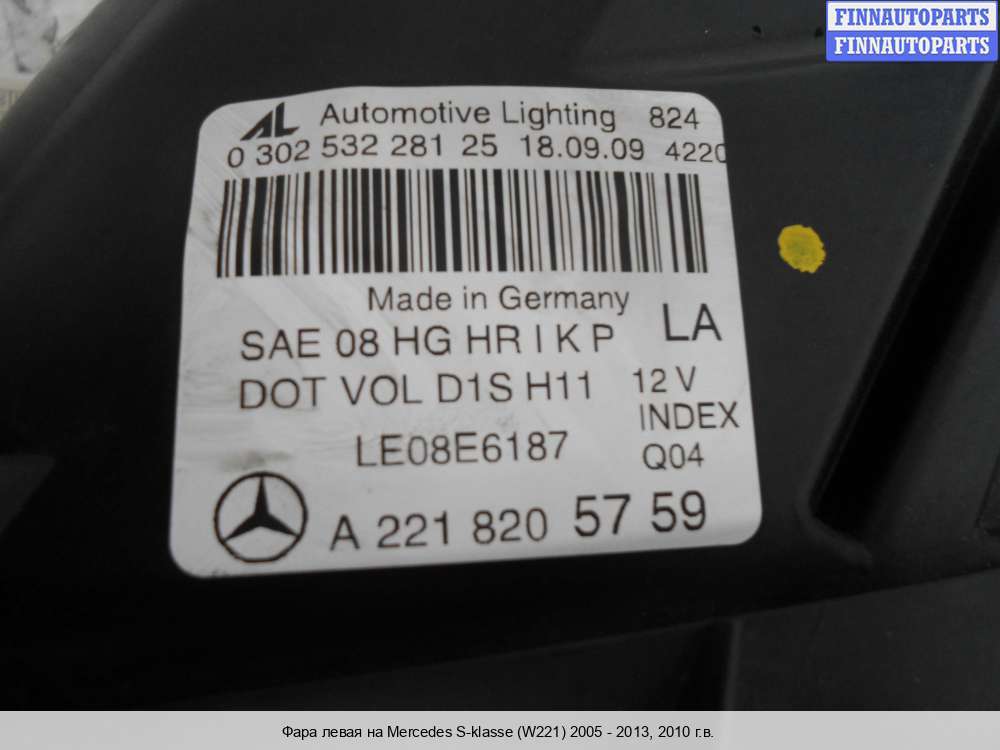 FINNAUTOPARTS
FINNAUTOPARTS
AL Automotive Lighting 824
0 302 532 281 25 18.09.09 4220
Made in Germany
SAE 08 HG HR I K P LA
DOT VOL D1S H11 12 V
INDEX
LE08E6187 Q04
A 221 820 57 59
Фара левая на Mercedes S-klasse (W221) 2005 - 2013, 2010 г.в.